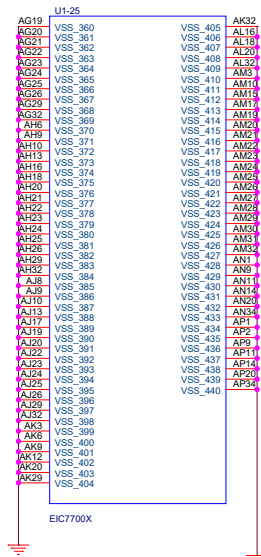 U1-25
AG19 VSS_360 VSS_405 AK32
AG20 VSS_361 VSS_406 AL16
AG21 VSS_362 VSS_407 AL18
AG22 VSS_363 VSS_408 AL20
AG23 VSS_364 VSS_409 AL32
AG24 VSS_365 VSS_410 AM3
AG25 VSS_366 VSS_411 AM10
AG26 VSS_367 VSS_412 AM15
AG29 VSS_368 VSS_413 AM17
AG32 VSS_369 VSS_414 AM19
AH6 VSS_370 VSS_415 AM20
AH9 VSS_371 VSS_416 AM21
AH10 VSS_372 VSS_417 AM22
AH13 VSS_373 VSS_418 AM23
AH16 VSS_374 VSS_419 AM24
AH18 VSS_375 VSS_420 AM25
AH20 VSS_376 VSS_421 AM26
AH21 VSS_377 VSS_422 AM27
AH22 VSS_378 VSS_423 AM28
AH23 VSS_379 VSS_424 AM29
AH24 VSS_380 VSS_425 AM30
AH25 VSS_381 VSS_426 AM31
AH26 VSS_382 VSS_427 AM32
AH29 VSS_383 VSS_428 AN1
AH32 VSS_384 VSS_429 AN9
AJ8 VSS_385 VSS_430 AN11
AJ9 VSS_386 VSS_431 AN14
AJ10 VSS_387 VSS_432 AN20
AJ13 VSS_388 VSS_433 AN34
AJ17 VSS_389 VSS_434 AP1
AJ19 VSS_390 VSS_435 AP2
AJ20 VSS_391 VSS_436 AP9
AJ22 VSS_392 VSS_437 AP11
AJ23 VSS_393 VSS_438 AP14
AJ24 VSS_394 VSS_439 AP20
AJ25 VSS_395 VSS_440 AP34
AJ26 VSS_396
AJ29 VSS_397
AJ32 VSS_398
AK3 VSS_399
AK6 VSS_400
AK9 VSS_401
AK12 VSS_402
AK20 VSS_403
AK29 VSS_404
EIC7700X